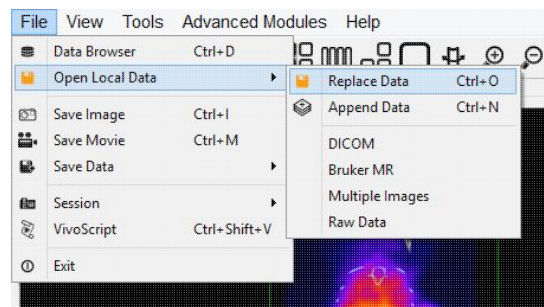 File View Tools Advanced Modules Help
Data Browser Ctrl+D
Open Local Data
Replace Data Ctrl+O
Append Data Ctrl+N
DICOM
Bruker MR
Multiple Images
Raw Data
Save Image Ctrl+I
Save Movie Ctrl+M
Save Data
Session
VivoScript Ctrl+Shift+V
Exit